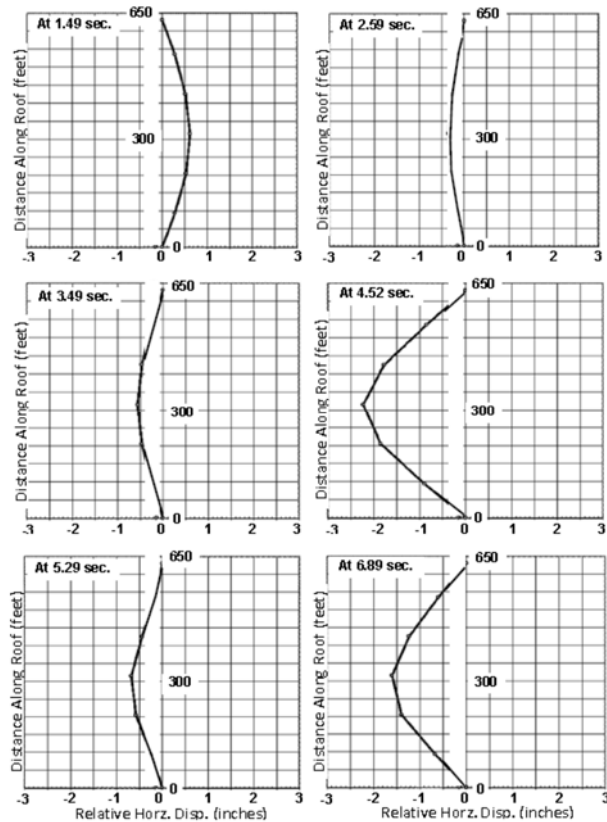 At 1.49 sec.
650
300
0
Distance Along Roof (feet)
-3 -2 -1 0 1 2 3
At 2.59 sec.
650
300
0
Distance Along Roof (feet)
-3 -2 -1 0 1 2 3
At 3.49 sec.
650
300
0
Distance Along Roof (feet)
-3 -2 -1 0 1 2 3
At 4.52 sec.
650
300
0
Distance Along Roof (feet)
-3 -2 -1 0 1 2 3
At 5.29 sec.
650
300
0
Distance Along Roof (feet)
-3 -2 -1 0 1 2 3
Relative Horz. Disp. (inches)
At 6.89 sec.
650
300
0
Distance Along Roof (feet)
-3 -2 -1 0 1 2 3
Relative Horz. Disp. (inches)